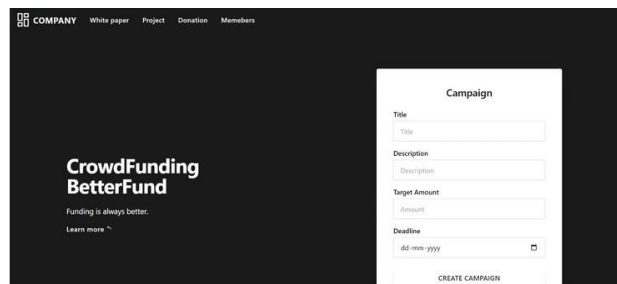 COMPANY White paper Project Donation Memebers
CrowdFunding
BetterFund
Funding is always better.
Learn more
Campaign
Title
Title
Description
Description
Target Amount
Amount
Deadline
dd-mm-yyyy
CREATE CAMPAIGN